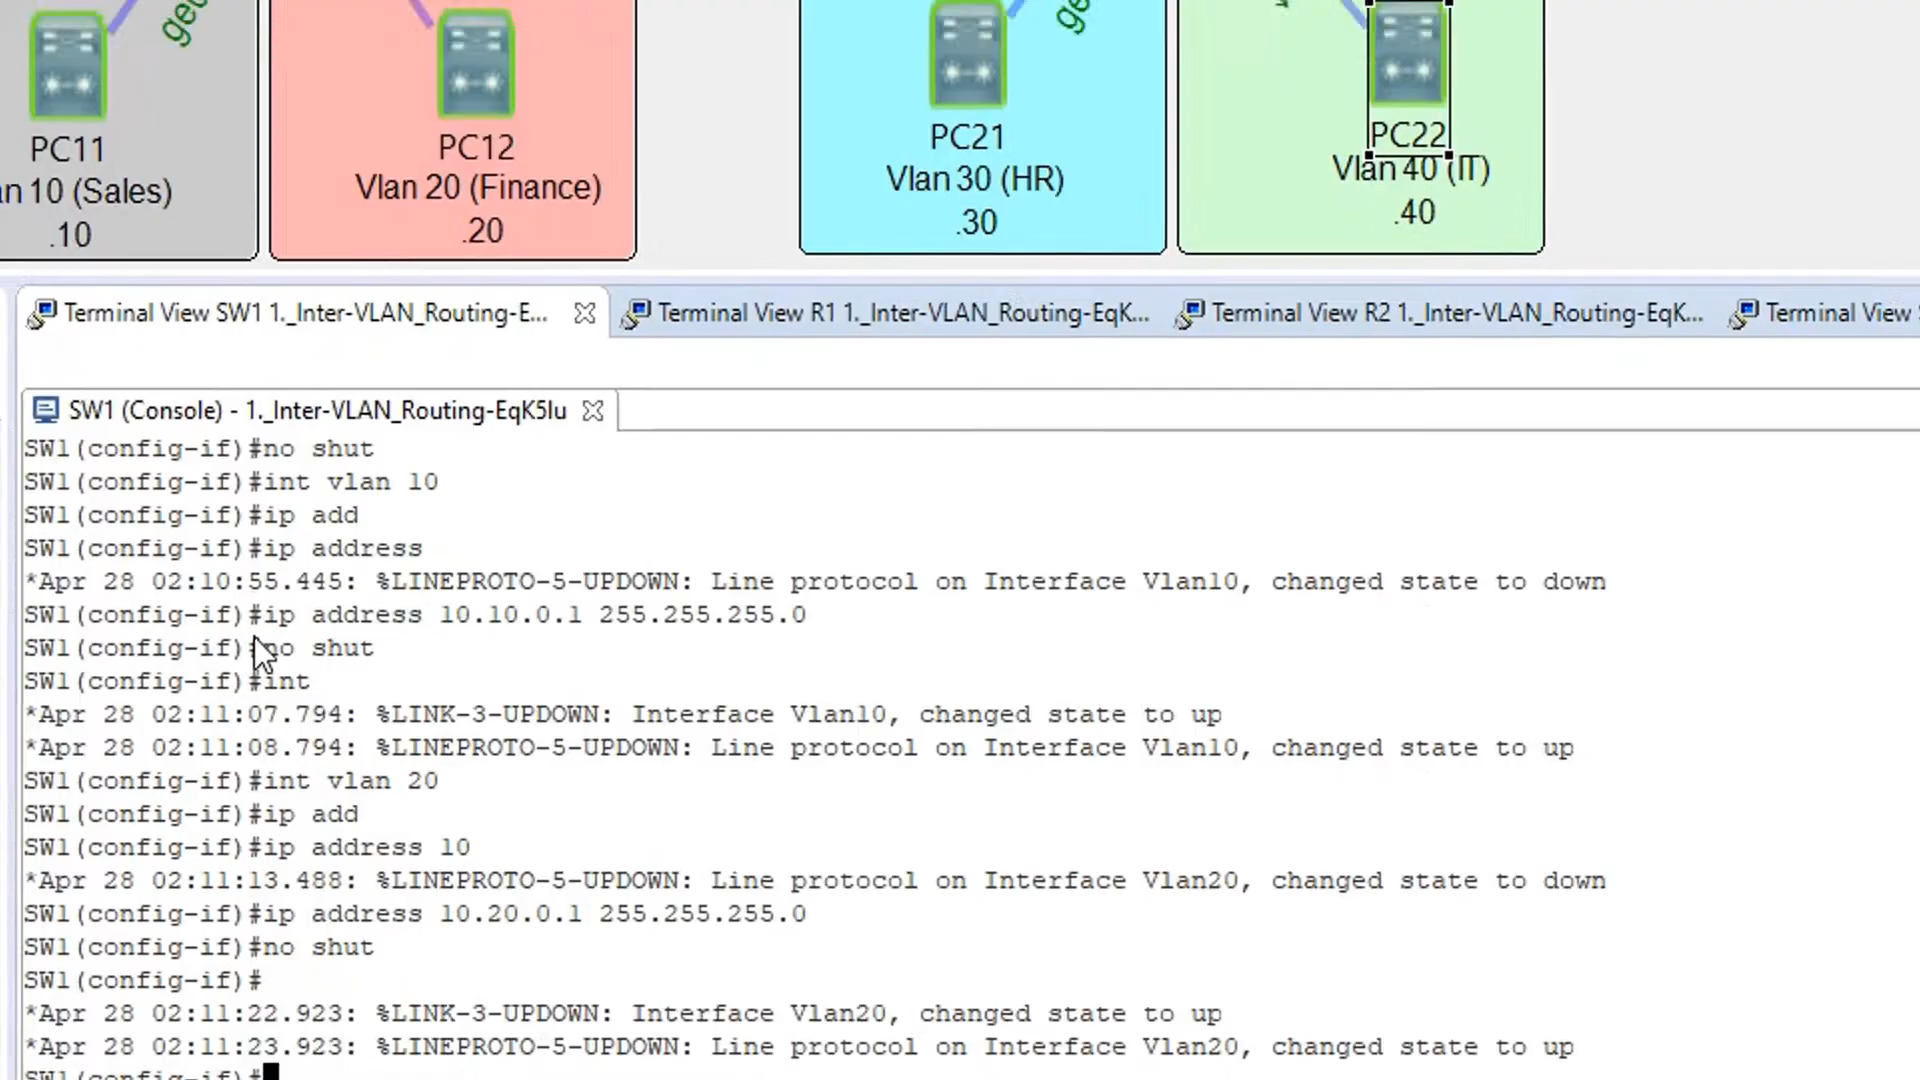 PC11
n 10 (Sales)
.10
PC12
Vlan 20 (Finance)
.20
PC21
Vlan 30 (HR)
.30
PC22
Vlan 40 (IT)
.40
Terminal View SW1 1._Inter-VLAN_Routing-E...
Terminal View R1 1._Inter-VLAN_Routing-EqK...
Terminal View R2 1._Inter-VLAN_Routing-EqK...
Terminal View
SW1 (Console) - 1._Inter-VLAN_Routing-EqK5Iu
SW1(config-if)#no shut
SW1(config-if)#int vlan 10
SW1(config-if)#ip add
SW1(config-if)#ip address
*Apr 28 02:10:55.445: %LINEPROTO-5-UPDOWN: Line protocol on Interface Vlan10, changed state to down
SW1(config-if)#ip address 10.10.0.1 255.255.255.0
SW1(config-if)#no shut
SW1(config-if)#int
*Apr 28 02:11:07.794: %LINK-3-UPDOWN: Interface Vlan10, changed state to up
*Apr 28 02:11:08.794: %LINEPROTO-5-UPDOWN: Line protocol on Interface Vlan10, changed state to up
SW1(config-if)#int vlan 20
SW1(config-if)#ip add
SW1(config-if)#ip address 10
*Apr 28 02:11:13.488: %LINEPROTO-5-UPDOWN: Line protocol on Interface Vlan20, changed state to down
SW1(config-if)#ip address 10.20.0.1 255.255.255.0
SW1(config-if)#no shut
SW1(config-if)#
*Apr 28 02:11:22.923: %LINK-3-UPDOWN: Interface Vlan20, changed state to up
*Apr 28 02:11:23.923: %LINEPROTO-5-UPDOWN: Line protocol on Interface Vlan20, changed state to up
SW1(config-if)#